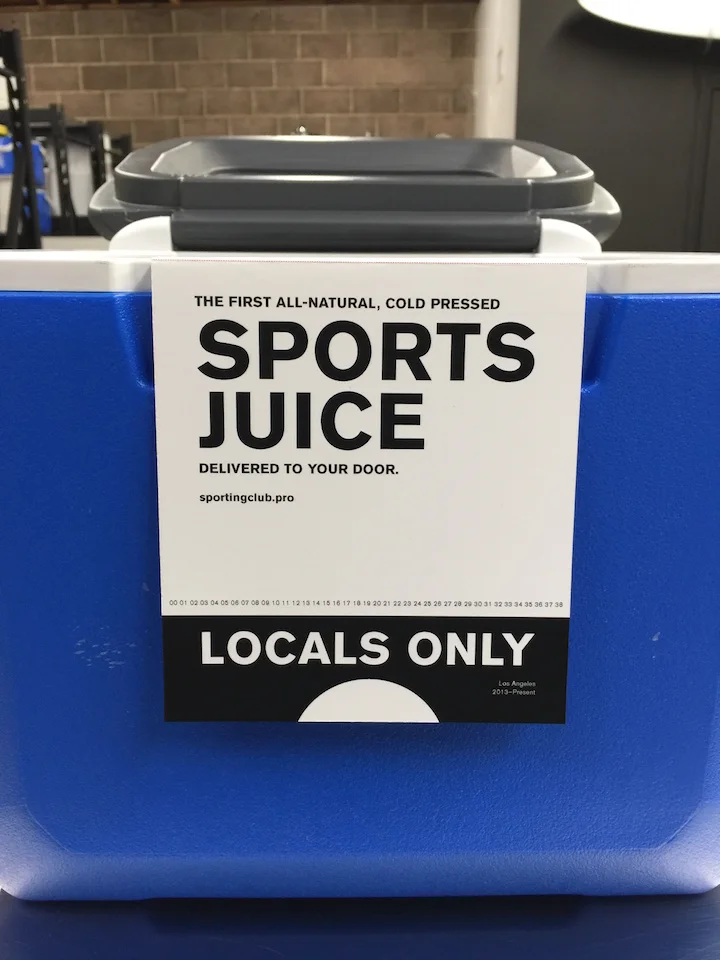 THE FIRST ALL-NATURAL, COLD PRESSED
SPORTS
JUICE
DELIVERED TO YOUR DOOR.
sportingclub.pro
00 01 02 03 04 05 06 07 08 09 10 11 12 13 14 15 16 17 18 19 20 21 22 23 24 25 26 27 28 29 30 31 32 33 34 35 36 37 38
LOCALS ONLY
Los Angeles
2013–Present